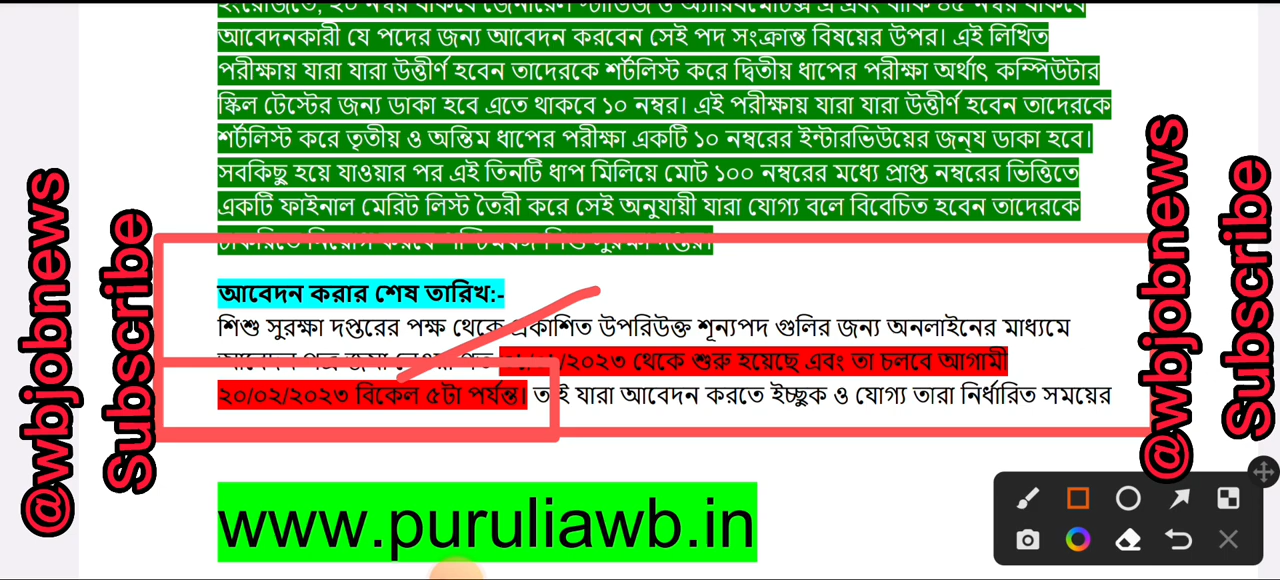 আবেদনকারী যে পদের জন্য আবেদন করবেন সেই পদ সংক্রান্ত বিষয়ের উপর। এই লিখিত
পরীক্ষায় যারা যারা উত্তীর্ণ হবেন তাদেরকে শর্টলিস্ট করে দ্বিতীয় ধাপের পরীক্ষা অর্থাৎ কম্পিউটার
স্কিল টেস্টের জন্য ডাকা হবে এতে থাকবে ১০ নম্বর। এই পরীক্ষায় যারা যারা উত্তীর্ণ হবেন তাদেরকে
শর্টলিস্ট করে তৃতীয় ও অন্তিম ধাপের পরীক্ষা একটি ১০ নম্বরের ইন্টারভিউয়ের জন্য ডাকা হবে।
সবকিছু হয়ে যাওয়ার পর এই তিনটি ধাপ মিলিয়ে মোট ১০০ নম্বরের মধ্যে প্রাপ্ত নম্বরের ভিত্তিতে
একটি ফাইনাল মেরিট লিস্ট তৈরী করে সেই অনুযায়ী যারা যোগ্য বলে বিবেচিত হবেন তাদেরকে
আবেদন করার শেষ তারিখ:-
শিশু সুরক্ষা দপ্তরের পক্ষ থেকে প্রকাশিত উপরিউক্ত শূন্যপদ গুলির জন্য অনলাইনের মাধ্যমে
/২০২৩ থেকে শুরু হয়েছে এবং তা চলবে আগামী
২০/০২/২০২৩ বিকেল ৫টা পর্যন্ত। তাই যারা আবেদন করতে ইচ্ছুক ও যোগ্য তারা নির্ধারিত সময়ের
www.puruliawb.in
@wbjobnews
Subscribe
@wbjobnews
Subscribe